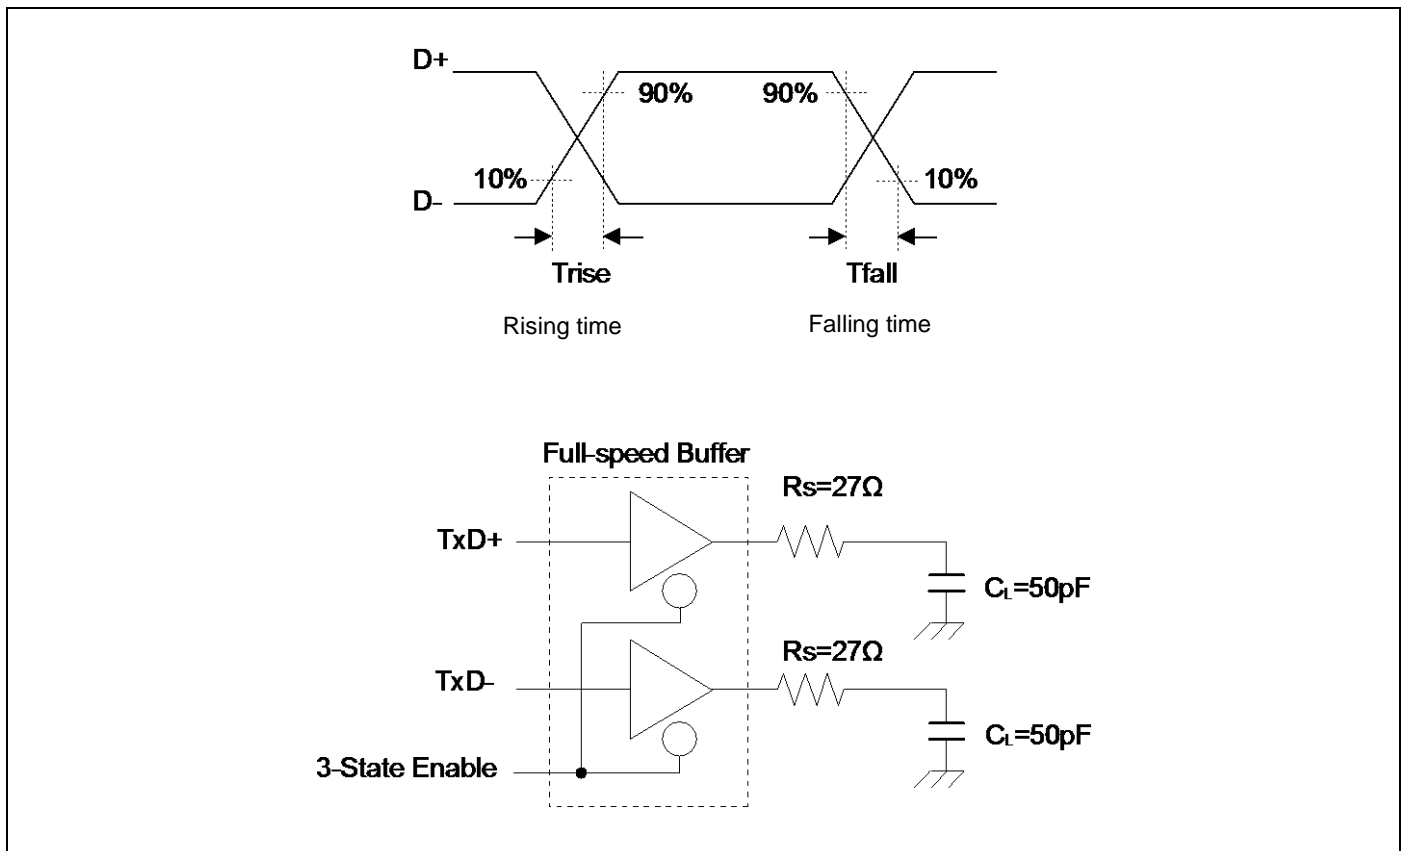 D+
90% 90%
10% 10%
D-
Trise Tfall
Rising time Falling time
Full-speed Buffer
Rs=27Ω
TxD+
CL=50pF
Rs=27Ω
TxD-
CL=50pF
3-State Enable